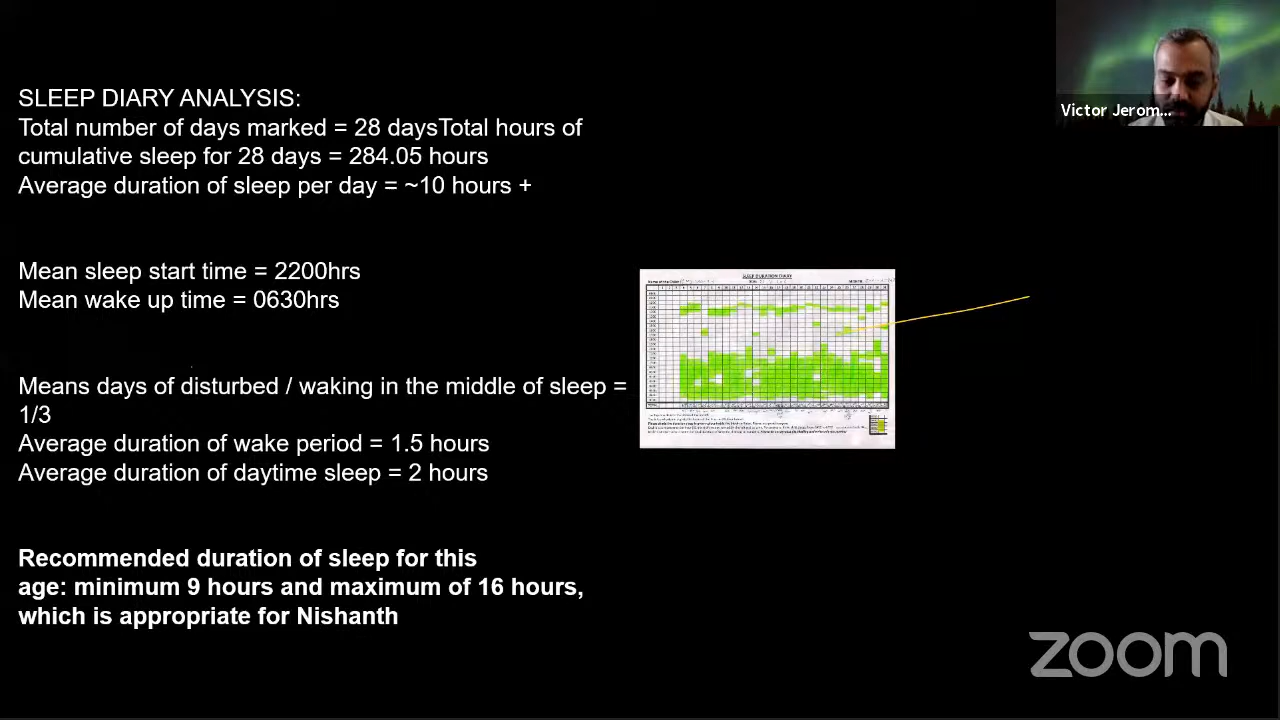 SLEEP DIARY ANALYSIS:
Total number of days marked = 28 daysTotal hours of
cumulative sleep for 28 days = 284.05 hours
Average duration of sleep per day = ~10 hours +
Mean sleep start time = 2200hrs
Mean wake up time = 0630hrs
Means days of disturbed / waking in the middle of sleep =
1/3
Average duration of wake period = 1.5 hours
Average duration of daytime sleep = 2 hours
Recommended duration of sleep for this
age: minimum 9 hours and maximum of 16 hours,
which is appropriate for Nishanth
SLEEP DURATION DIARY
Victor Jerom...
zoom